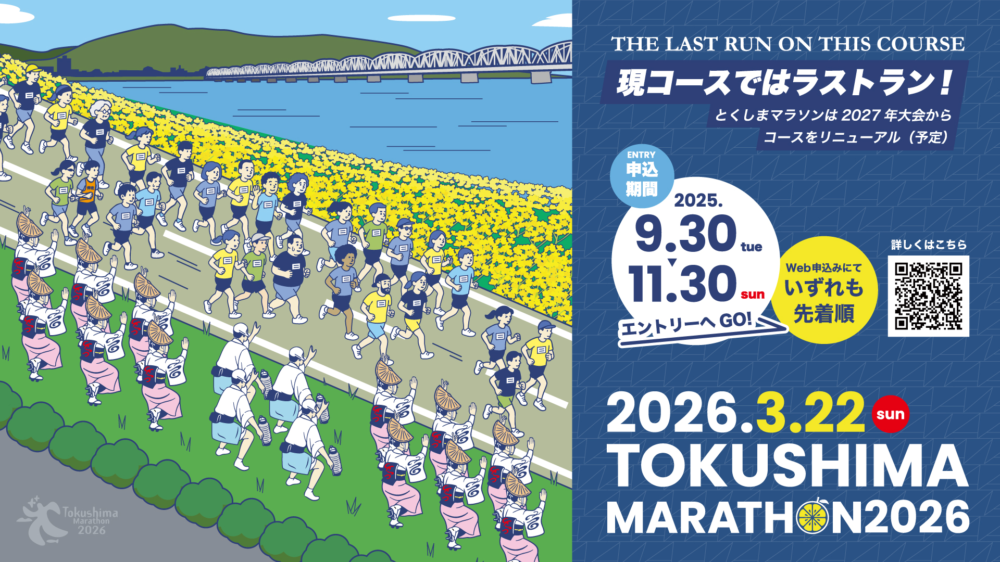 THE LAST RUN ON THIS COURSE
現コースではラストラン！
とくしまマラソンは2027年大会から
コースをリニューアル（予定）
ENTRY
申込
期間
2025.
9.30 tue
11.30 sun
エントリーへ GO!
Web申込みにて
いずれも
先着順
詳しくはこちら
2026.3.22 sun
TOKUSHIMA
MARATHON2026
Tokushima
Marathon
2026